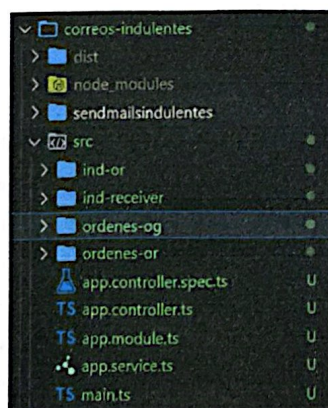 correos-indulentes
dist
node_modules
sendmailsindulentes
src
ind-or
ind-receiver
ordenes-og
ordenes-or
app.controller.spec.ts U
TS app.controller.ts U
TS app.module.ts U
app.service.ts U
TS main.ts U